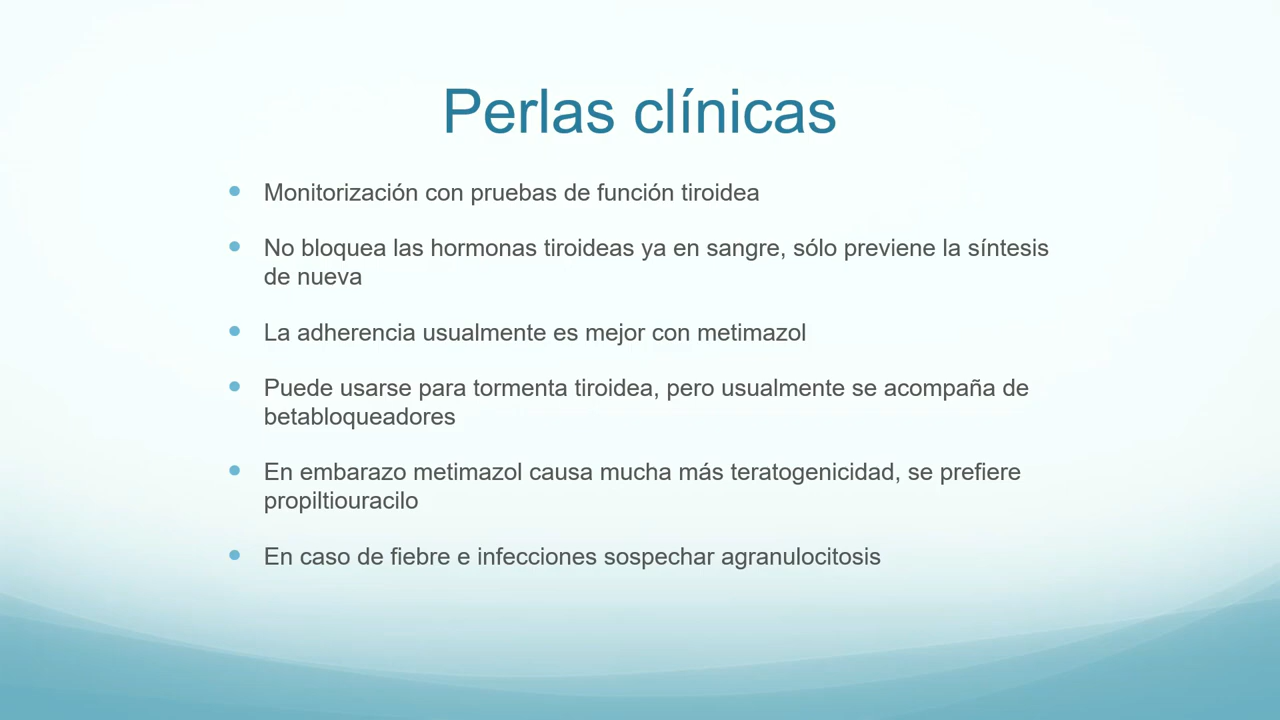 Perlas clínicas
Monitorización con pruebas de función tiroidea
No bloquea las hormonas tiroideas ya en sangre, sólo previene la síntesis
de nueva
La adherencia usualmente es mejor con metimazol
Puede usarse para tormenta tiroidea, pero usualmente se acompaña de
betabloqueadores
En embarazo metimazol causa mucha más teratogenicidad, se prefiere
propiltiouracilo
En caso de fiebre e infecciones sospechar agranulocitosis